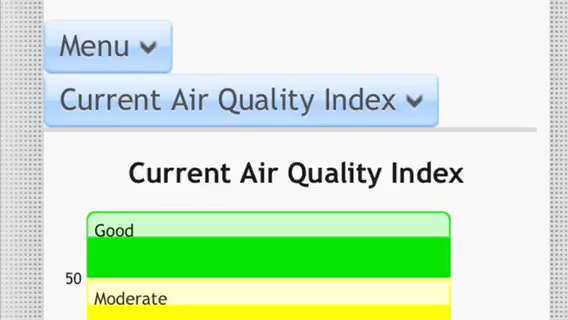 Menu
Current Air Quality Index
Current Air Quality Index
Good
50
Moderate